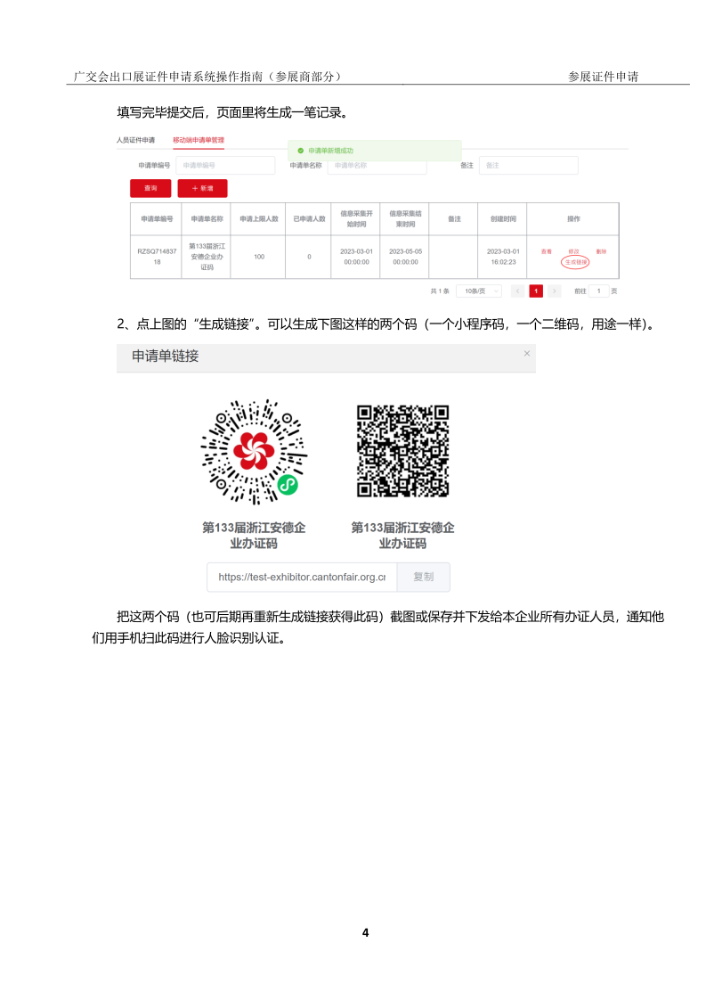 广交会出口展证件申请系统操作指南（参展商部分） 参展证件申请
填写完毕提交后，页面里将生成一笔记录。
人员证件申请 移动端申请单管理
申请单新增成功
申请单编号 申请单编号 申请单名称 申请单名称 备注 备注
查询 ＋ 新增
申请单编号 申请单名称 申请上限人数 已申请人数 信息采集开始时间 信息采集结束时间 备注 创建时间 操作
RZSQ71483718 第133届浙江安德企业办证码 100 0 2023-03-01 00:00:00 2023-05-05 00:00:00 2023-03-01 16:02:23 查看 修改 删除 生成链接
共 1 条 10条/页 1 前往 1 页
2、点上图的“生成链接”。可以生成下图这样的两个码（一个小程序码，一个二维码，用途一样）。
申请单链接 ×
第133届浙江安德企 第133届浙江安德企
业办证码 业办证码
https://test-exhibitor.cantonfair.org.cn 复制
把这两个码（也可后期再重新生成链接获得此码）截图或保存并下发给本企业所有办证人员，通知他
们用手机扫此码进行人脸识别认证。
4